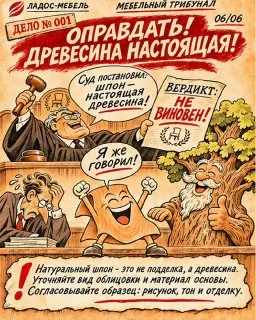 ЛАДОС-МЕБЕЛЬ
МЕБЕЛЬНЫЙ ТРИБУНАЛ
ДЕЛО № 001
06/06
ОПРАВДАТЬ!
ДРЕВЕСИНА НАСТОЯЩАЯ!
Суд постановил:
шпон -
настоящая
древесина!
ВЕРДИКТ:
НЕ
ВИНОВЕН!
Я же
говорил!
! Натуральный шпон - это не подделка, а древесина.
Уточняйте вид облицовки и материал основы.
Согласовывайте образец: рисунок, тон и отделку.